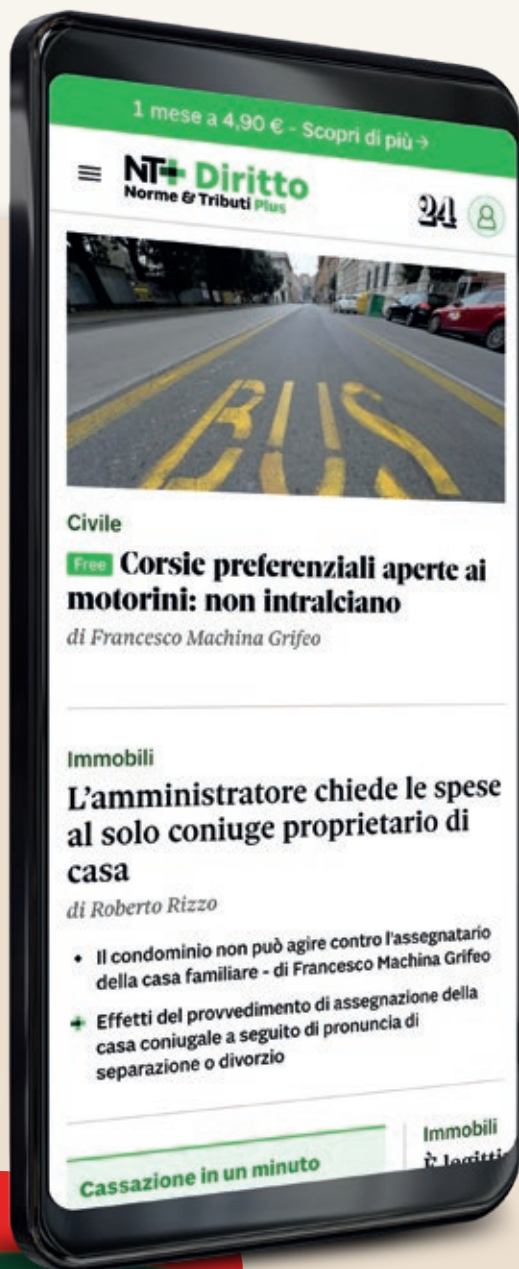 1 mese a 4,90 € - Scopri di più →
NT+ Diritto
Norme & Tributi Plus
24
BUS
Civile
Free Corsie preferenziali aperte ai
motorini: non intralciano
di Francesco Machina Grifeo
Immobili
L'amministratore chiede le spese
al solo coniuge proprietario di
casa
di Roberto Rizzo
• Il condominio non può agire contro l'assegnatario
della casa familiare - di Francesco Machina Grifeo
+ Effetti del provvedimento di assegnazione della
casa coniugale a seguito di pronuncia di
separazione o divorzio
Cassazione in un minuto
Immobili